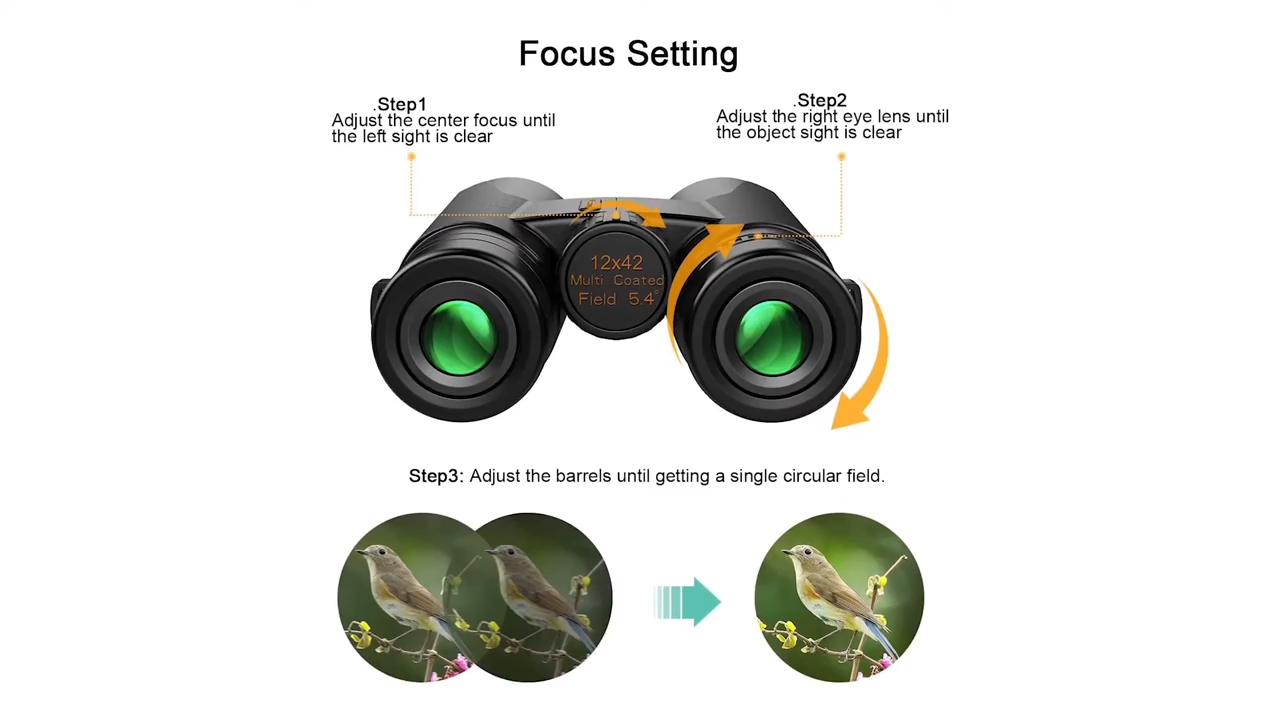 Focus Setting
.Step1
Adjust the center focus until
the left sight is clear
.Step2
Adjust the right eye lens until
the object sight is clear
12x42
Multi Coated
Field 5.4°
Step3: Adjust the barrels until getting a single circular field.